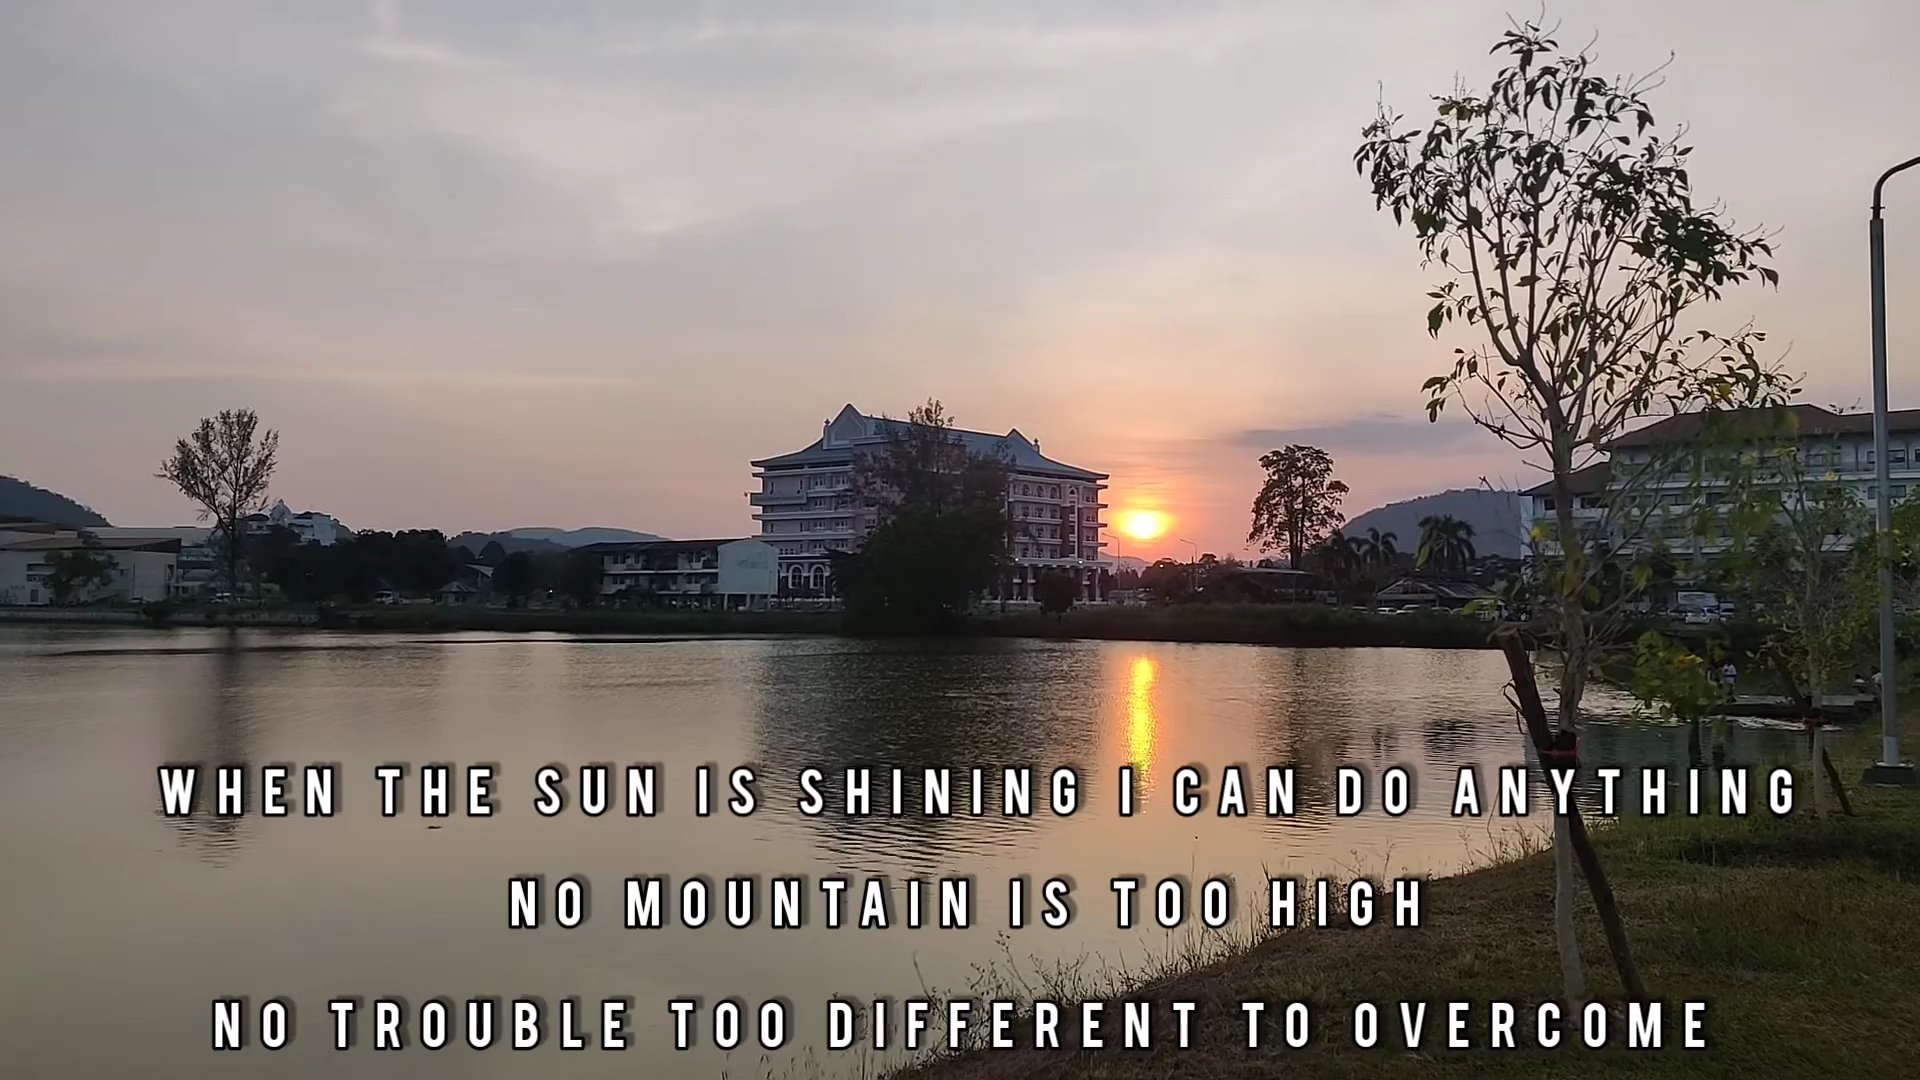 WHEN THE SUN IS SHINING I CAN DO ANYTHING
NO MOUNTAIN IS TOO HIGH
NO TROUBLE TOO DIFFERENT TO OVERCOME